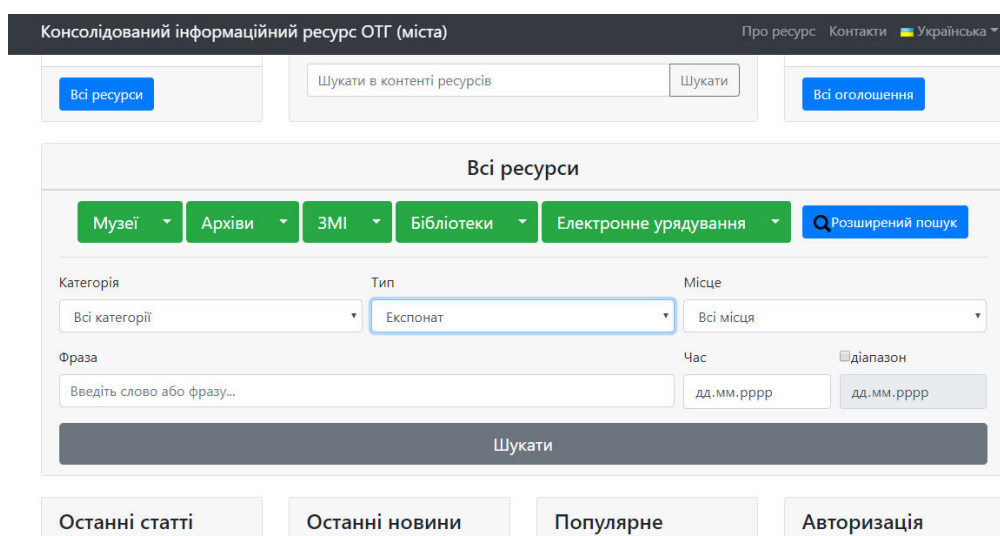 Консолідований інформаційний ресурс ОТГ (міста) Про ресурс Контакти Українська
Всі ресурси Шукати в контенті ресурсів Шукати Всі оголошення
Всі ресурси
Музеї Архіви ЗМІ Бібліотеки Електронне урядування Розширений пошук
Категорія Тип Місце
Всі категорії Експонат Всі місця
Фраза Час діапазон
Введіть слово або фразу... дд.мм.рррр дд.мм.рррр
Шукати
Останні статті Останні новини Популярне Авторизація